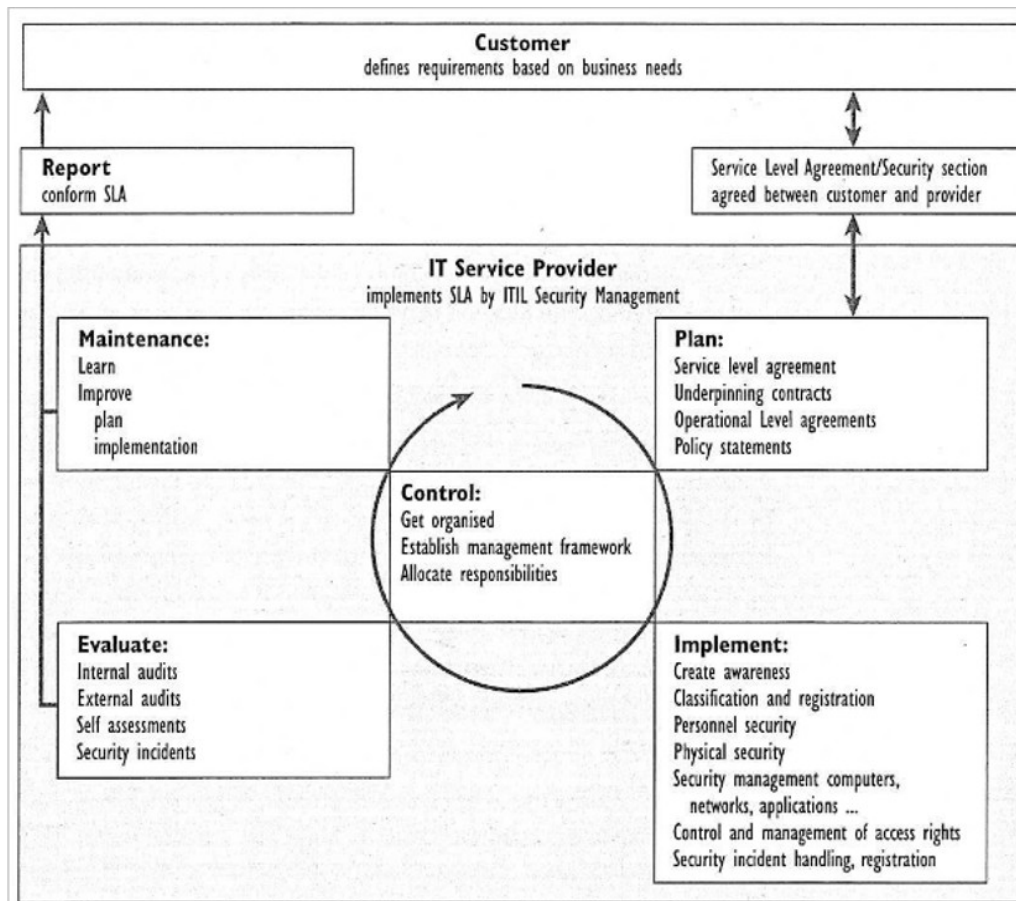 Customer
defines requirements based on business needs
Report
conform SLA
Service Level Agreement/Security section
agreed between customer and provider
IT Service Provider
implements SLA by ITIL Security Management
Maintenance:
Learn
Improve
plan
implementation
Plan:
Service level agreement
Underpinning contracts
Operational Level agreements
Policy statements
Control:
Get organised
Establish management framework
Allocate responsibilities
Evaluate:
Internal audits
External audits
Self assessments
Security incidents
Implement:
Create awareness
Classification and registration
Personnel security
Physical security
Security management computers,
networks, applications ...
Control and management of access rights
Security incident handling, registration